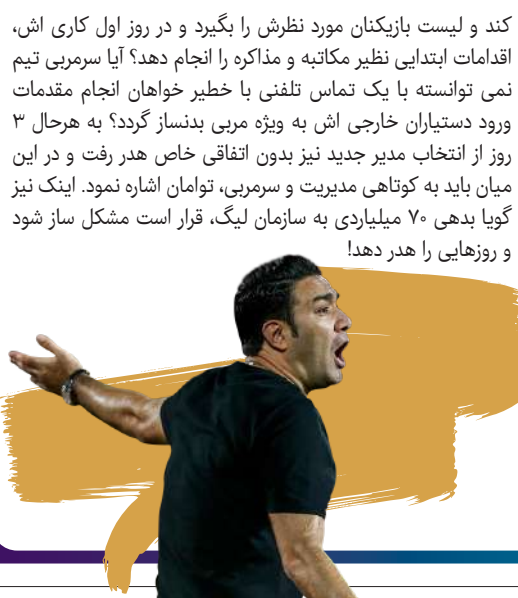 کند و لیست بازیکنان مورد نظرش را بگیرد و در روز اول کاری اش،
اقدامات ابتدایی نظیر مکاتبه و مذاکره را انجام دهد؟ آیا سرمربی تیم
نمی توانسته با یک تماس تلفنی با خطیر خواهان انجام مقدمات
ورود دستیاران خارجی اش به ویژه مربی بدنساز گردد؟ به هرحال ۳
روز از انتخاب مدیر جدید نیز بدون اتفاقی خاص هدر رفت و در این
میان باید به کوتاهی مدیریت و سرمربی، توامان اشاره نمود. اینک نیز
گویا بدهی ۷۰ میلیاردی به سازمان لیگ، قرار است مشکل ساز شود
و روزهایی را هدر دهد!